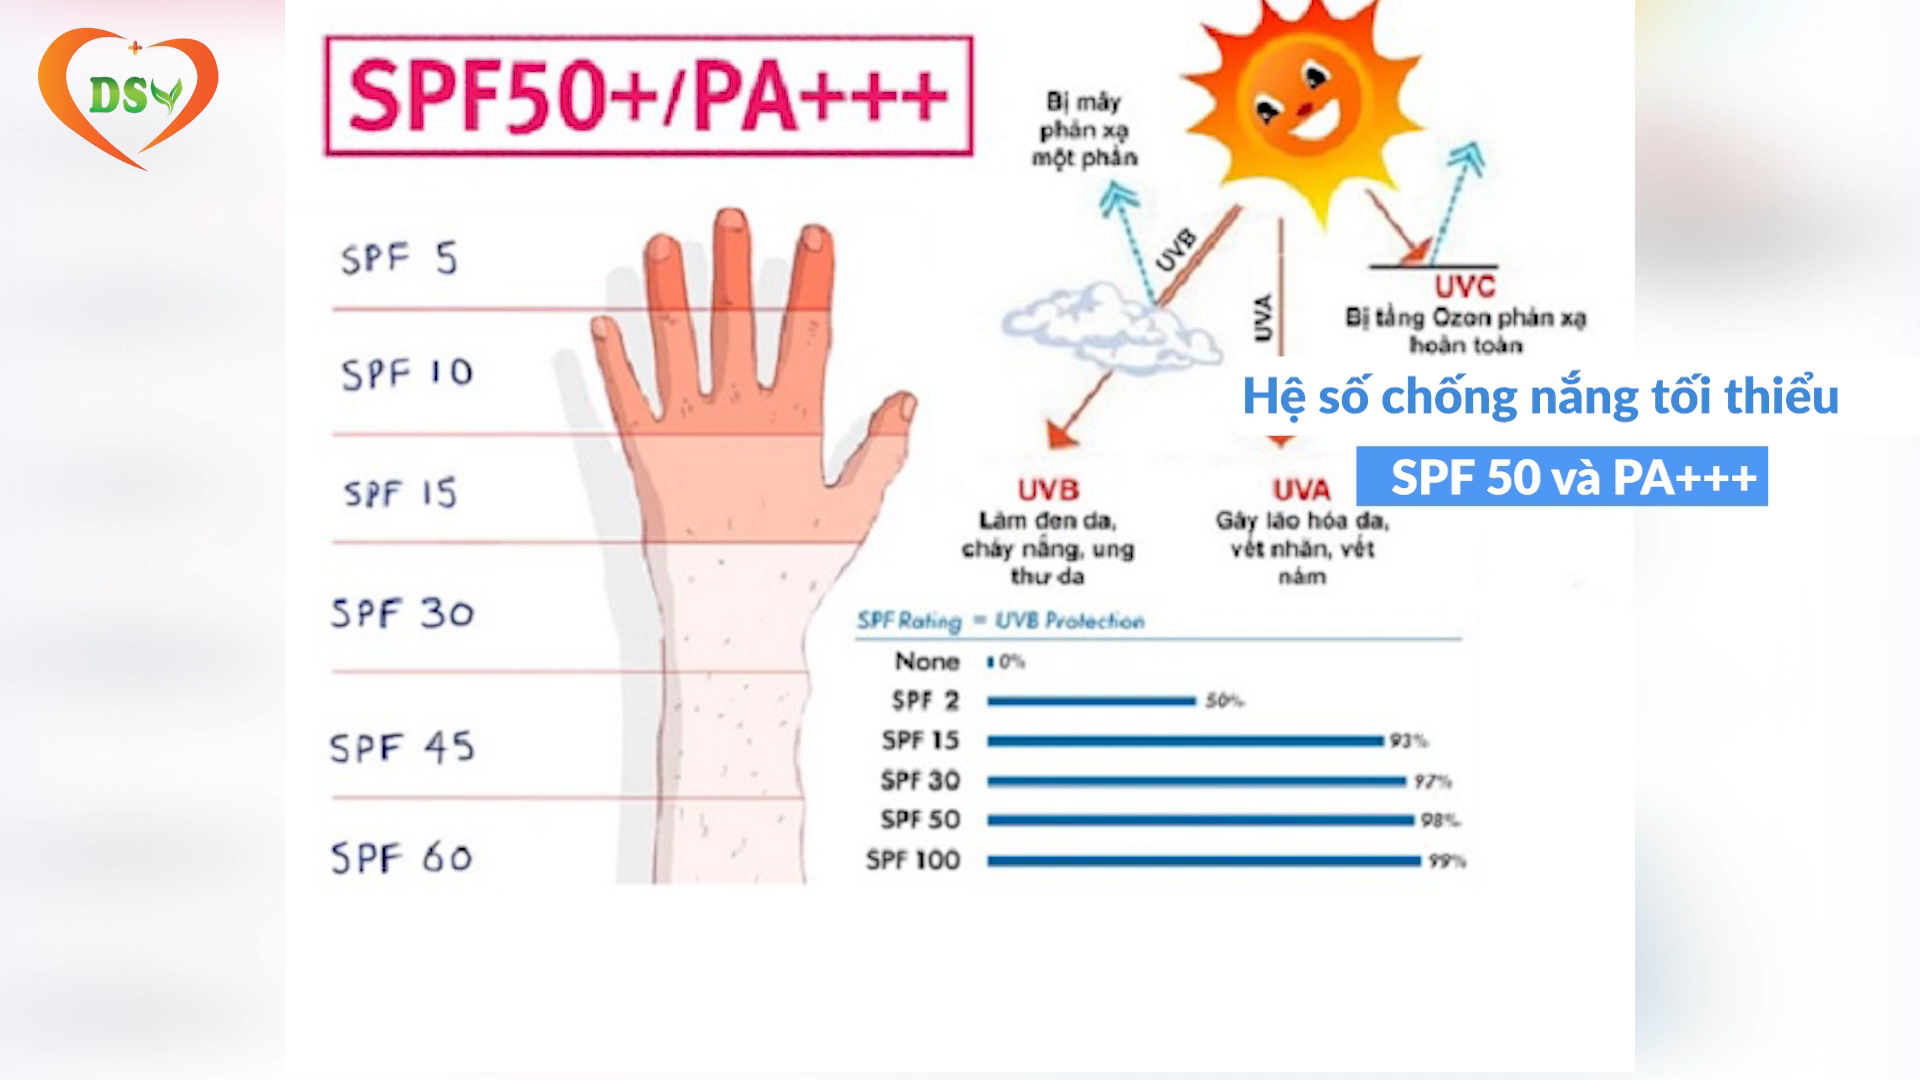 DSy
SPF50+/PA+++
SPF 5
SPF 10
SPF 15
SPF 30
SPF 45
SPF 60
Bị mây
phản xạ
một phần
UVB
UVA
UVC
Bị tầng Ozon phản xạ
hoàn toàn
Hệ số chống nắng tối thiểu
SPF 50 và PA+++
UVB
Làm đen da,
cháy nắng, ung
thư da
UVA
Gây lão hóa da,
vết nhăn, vết
nám
SPF Rating = UVB Protection
None 0%
SPF 2 50%
SPF 15 93%
SPF 30 97%
SPF 50 98%
SPF 100 99%